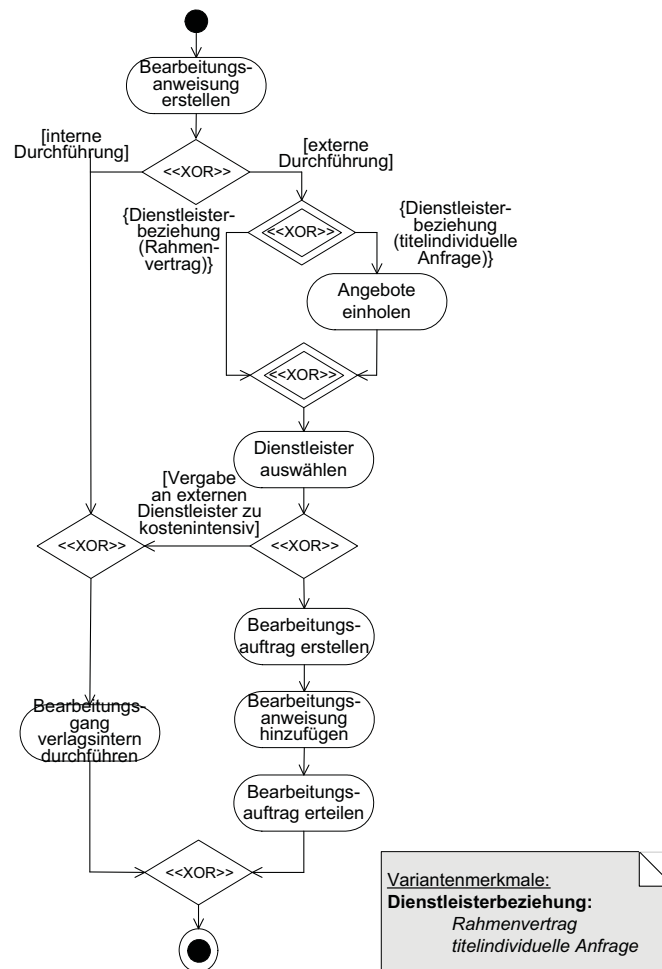 Bearbeitungs-
anweisung
erstellen
[interne
Durchführung]
<<XOR>>
[externe
Durchführung]
{Dienstleister-
beziehung
(Rahmen-
vertrag)}
<<XOR>>
{Dienstleister-
beziehung
(titelindividuelle
Anfrage)}
Angebote
einholen
<<XOR>>
Dienstleister
auswählen
[Vergabe
an externen
Dienstleister zu
kostenintensiv]
<<XOR>>
<<XOR>>
Bearbeitungs-
auftrag erstellen
Bearbeitungs-
gang
verlagsintern
durchführen
Bearbeitungs-
anweisung
hinzufügen
Bearbeitungs-
auftrag erteilen
<<XOR>>
Variantenmerkmale:
Dienstleisterbeziehung:
Rahmenvertrag
titelindividuelle Anfrage